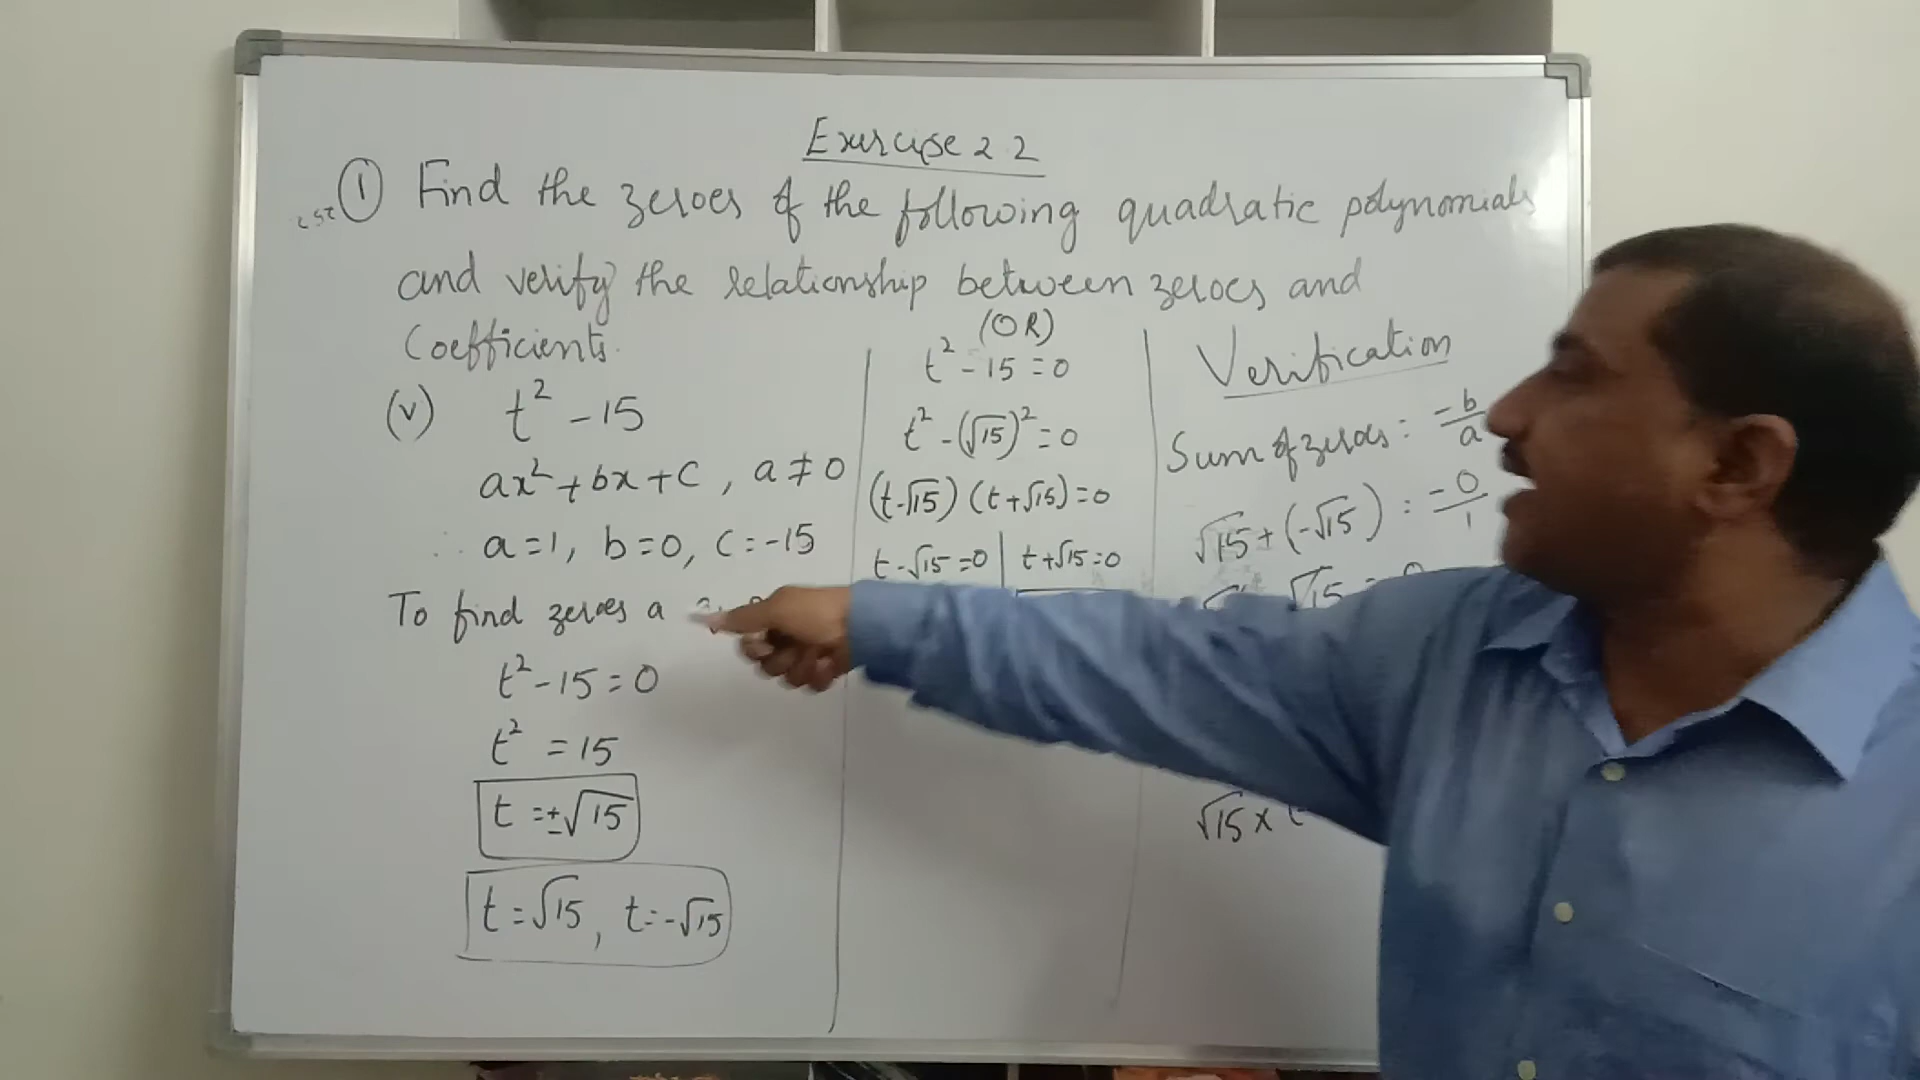 Exercise 2.2
① Find the zeroes of the following quadratic polynomials
and verify the relationship between zeroes and
Coefficients.
(v) t² - 15
ax² + bx + c, a ≠ 0
∴ a = 1, b = 0, c = -15
To find zeroes
t² - 15 = 0
t² = 15
t = ±√15
t = √15, t = -√15
(OR)
t² - 15 = 0
t² - (√15)² = 0
(t - √15) (t + √15) = 0
t - √15 = 0 | t + √15 = 0
Verification
Sum of zeroes = -b/a
√15 + (-√15) = -0/1
√15
√15 ×